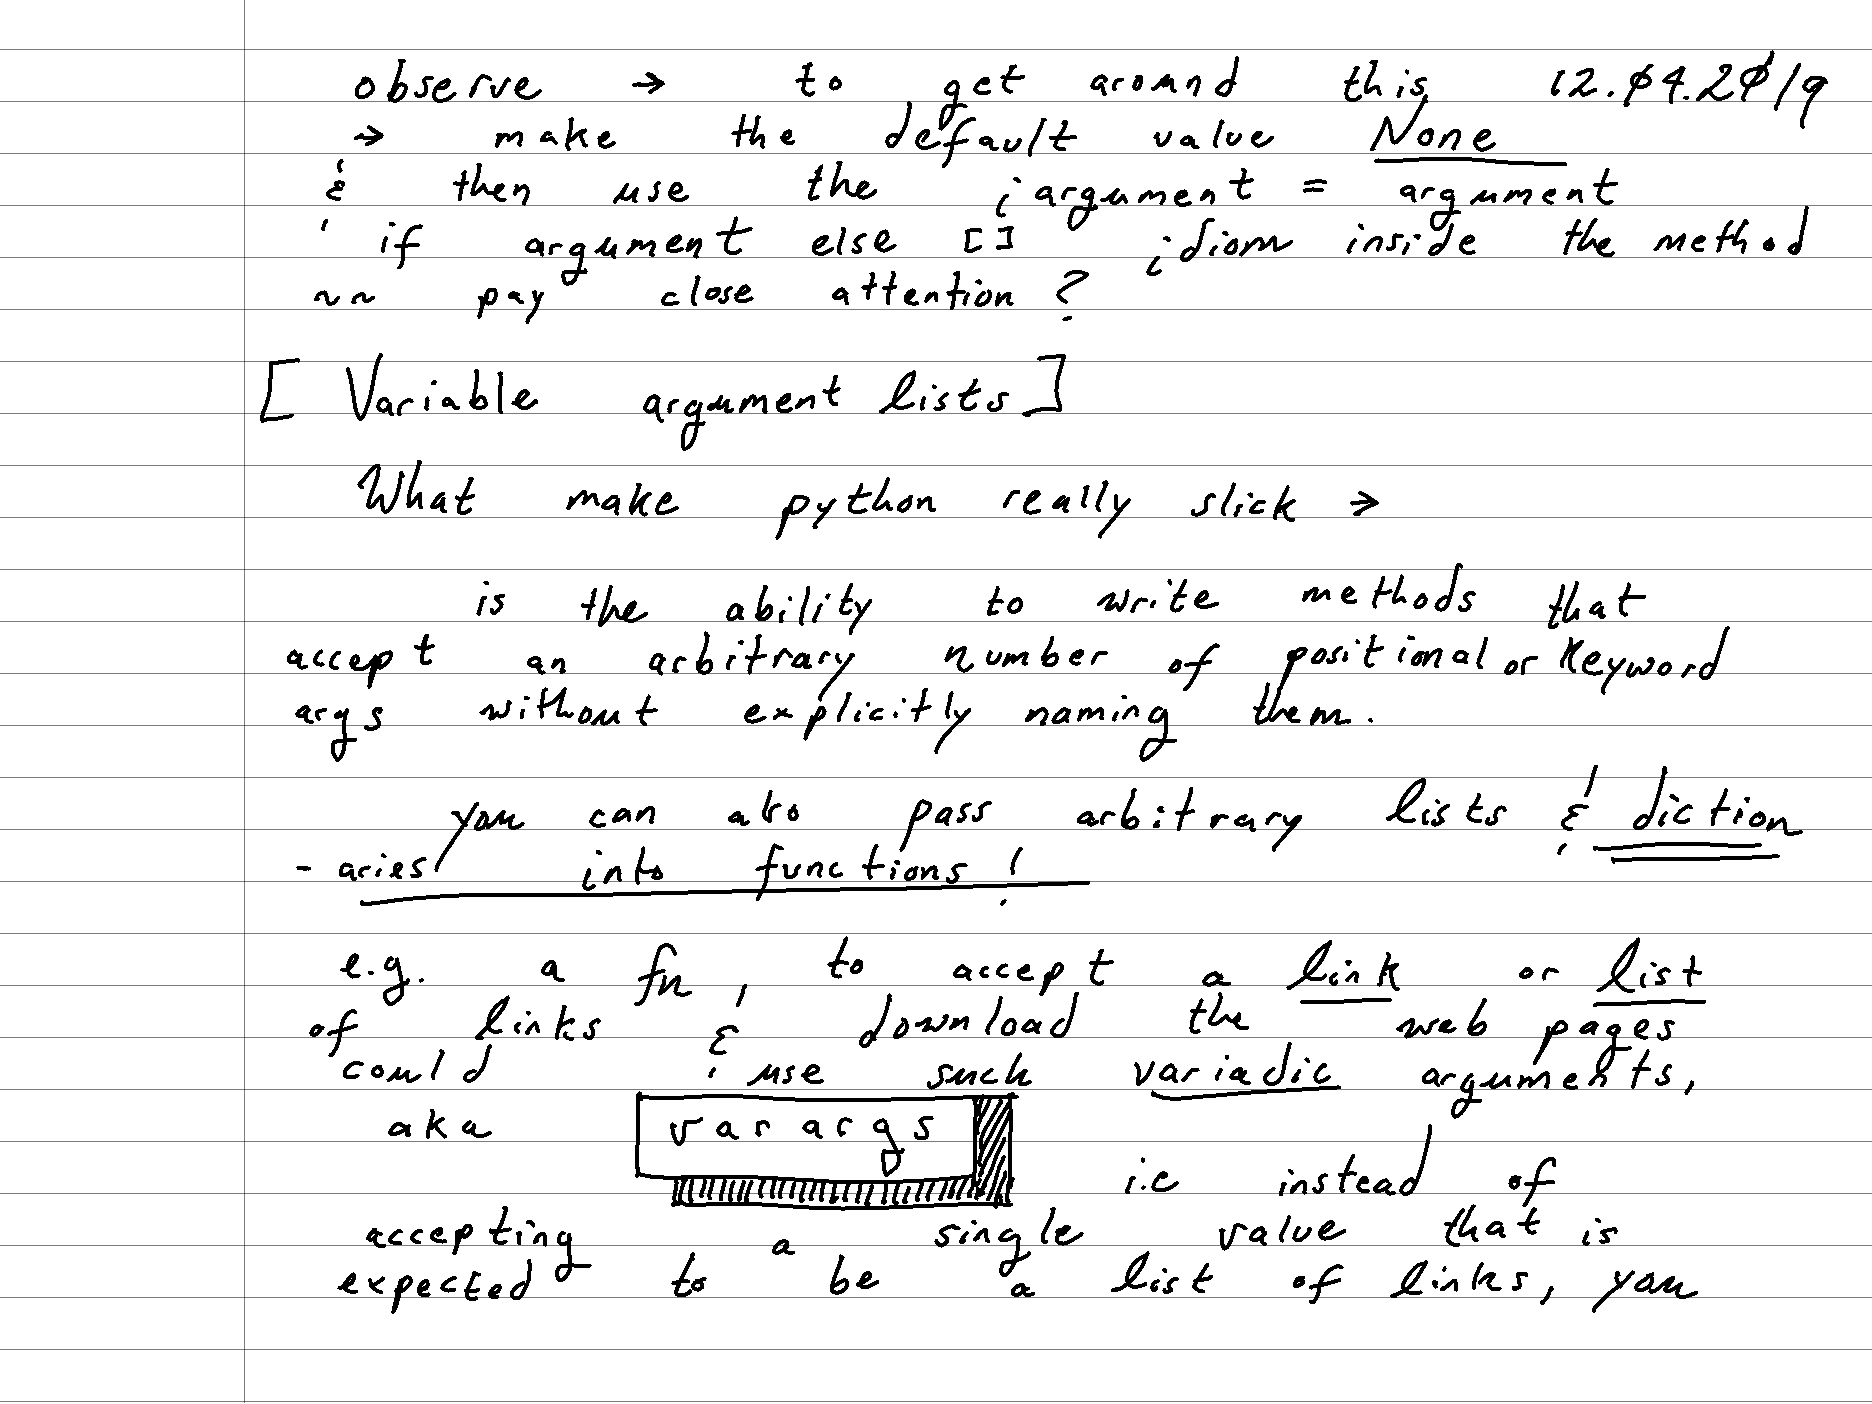 observe → to get around this 12.04.2019
→ make the default value None
& then use the ¡argument = argument
if argument else [] ¡diom inside the method
~~ pay close attention ?
[ Variable argument lists ]
What make python really slick →
is the ability to write methods that
accept an arbitrary number of positional or keyword
args without explicitly naming them.
you can also pass arbitrary lists & diction
- aries into functions !
e.g. a fn, to accept a link or list
of links & download the web pages
could use such variadic arguments,
aka varargs
i.e instead of
accepting a single value that is
expected to be a list of links, you